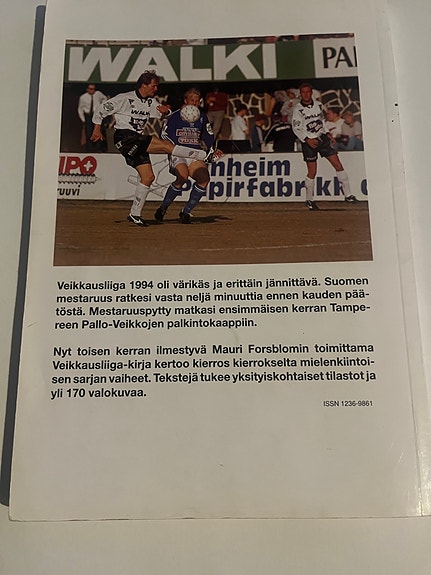 WALKI PA
IPO
ruvi
nheim
Papirfabrikk
WALKI
Veikkausliiga 1994 oli värikäs ja erittäin jännittävä. Suomen
mestaruus ratkesi vasta neljä minuuttia ennen kauden pää-
töstä. Mestaruuspytty matkasi ensimmäisen kerran Tampe-
reen Pallo-Veikkojen palkintokaappiin.
Nyt toisen kerran ilmestyvä Mauri Forsblomin toimittama
Veikkausliiga-kirja kertoo kierros kierrokselta mielenkiintoi-
sen sarjan vaiheet. Tekstejä tukee yksityiskohtaiset tilastot ja
yli 170 valokuvaa.
ISSN 1236-9861